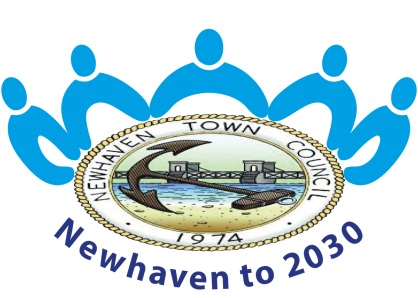 NEWHAVEN TOWN COUNCIL
· 1974 ·
Newhaven to 2030